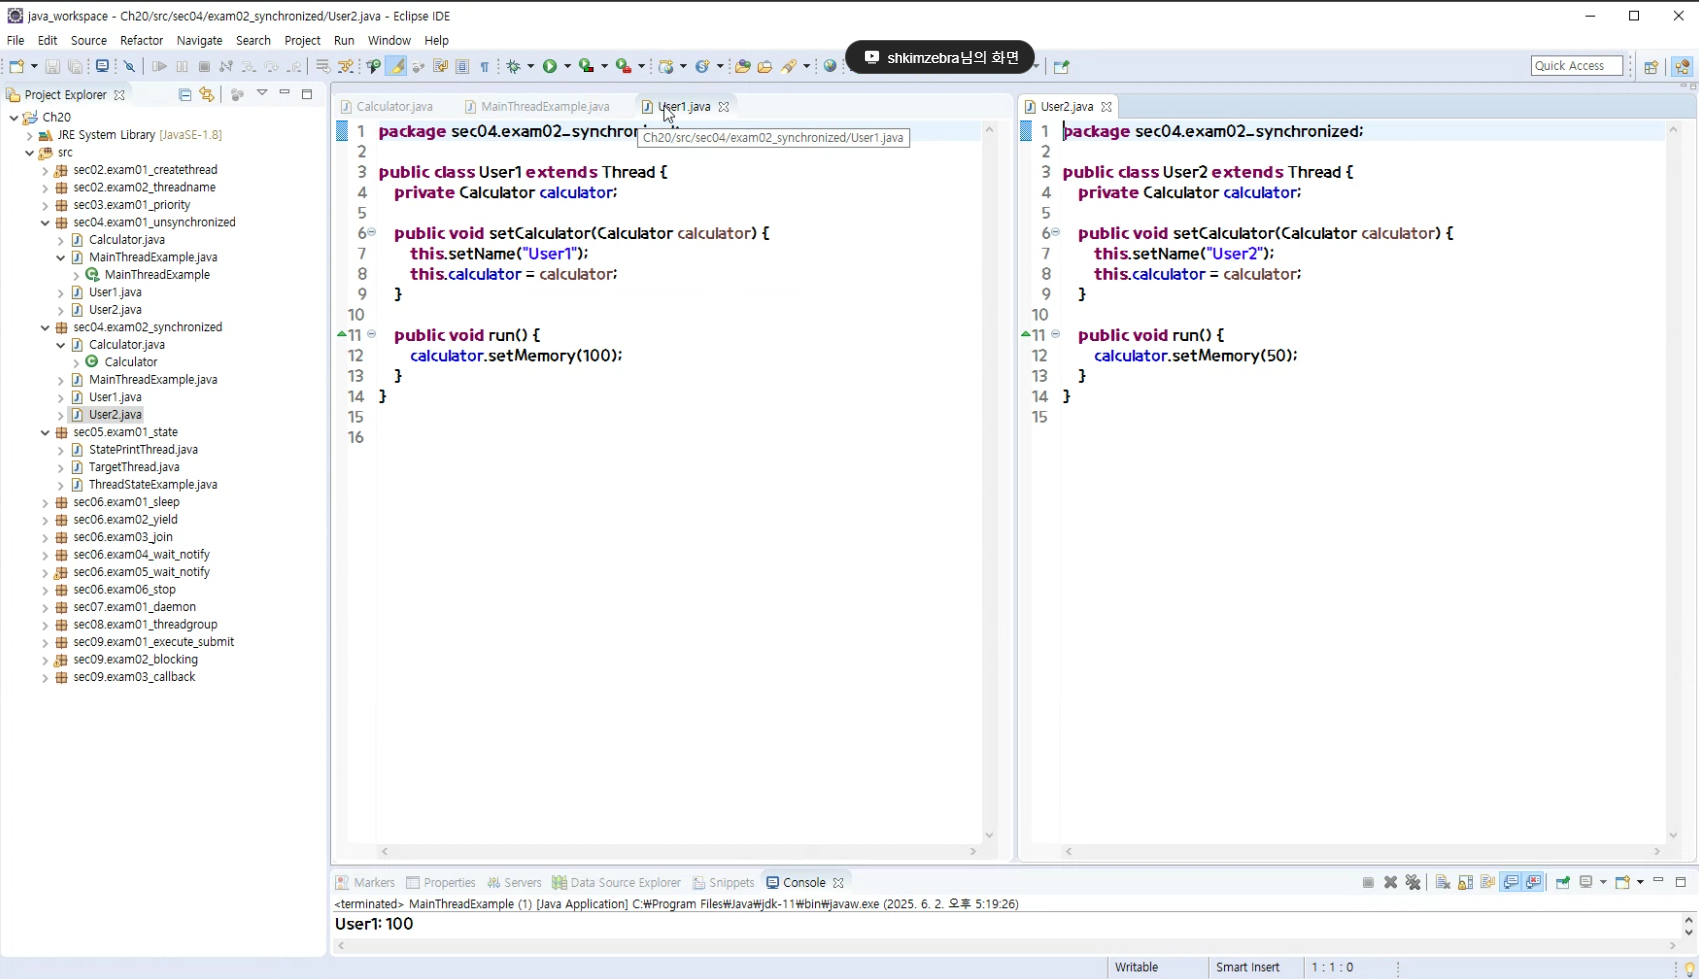 java_workspace - Ch20/src/sec04/exam02_synchronized/User2.java - Eclipse IDE
File Edit Source Refactor Navigate Search Project Run Window Help
shkimzebra님의 화면
Quick Access
Project Explorer
Ch20
JRE System Library [JavaSE-1.8]
src
sec02.exam01_createthread
sec02.exam02_threadname
sec03.exam01_priority
sec04.exam01_unsynchronized
Calculator.java
MainThreadExample.java
MainThreadExample
User1.java
User2.java
sec04.exam02_synchronized
Calculator.java
Calculator
MainThreadExample.java
User1.java
User2.java
sec05.exam01_state
StatePrintThread.java
TargetThread.java
ThreadStateExample.java
sec06.exam01_sleep
sec06.exam02_yield
sec06.exam03_join
sec06.exam04_wait_notify
sec06.exam05_wait_notify
sec06.exam06_stop
sec07.exam01_daemon
sec08.exam01_threadgroup
sec09.exam01_execute_submit
sec09.exam02_blocking
sec09.exam03_callback
Calculator.java MainThreadExample.java User1.java
1 package sec04.exam02_synchro
Ch20/src/sec04/exam02_synchronized/User1.java
2
3 public class User1 extends Thread {
4 private Calculator calculator;
5
6 public void setCalculator(Calculator calculator) {
7 this.setName("User1");
8 this.calculator = calculator;
9 }
10
11 public void run() {
12 calculator.setMemory(100);
13 }
14 }
15
16
User2.java
1 package sec04.exam02_synchronized;
2
3 public class User2 extends Thread {
4 private Calculator calculator;
5
6 public void setCalculator(Calculator calculator) {
7 this.setName("User2");
8 this.calculator = calculator;
9 }
10
11 public void run() {
12 calculator.setMemory(50);
13 }
14 }
15
Markers Properties Servers Data Source Explorer Snippets Console
<terminated> MainThreadExample (1) [Java Application] C:₩Program Files₩Java₩jdk-11₩bin₩javaw.exe (2025. 6. 2. 오후 5:19:26)
User1: 100
Writable Smart Insert 1 : 1 : 0